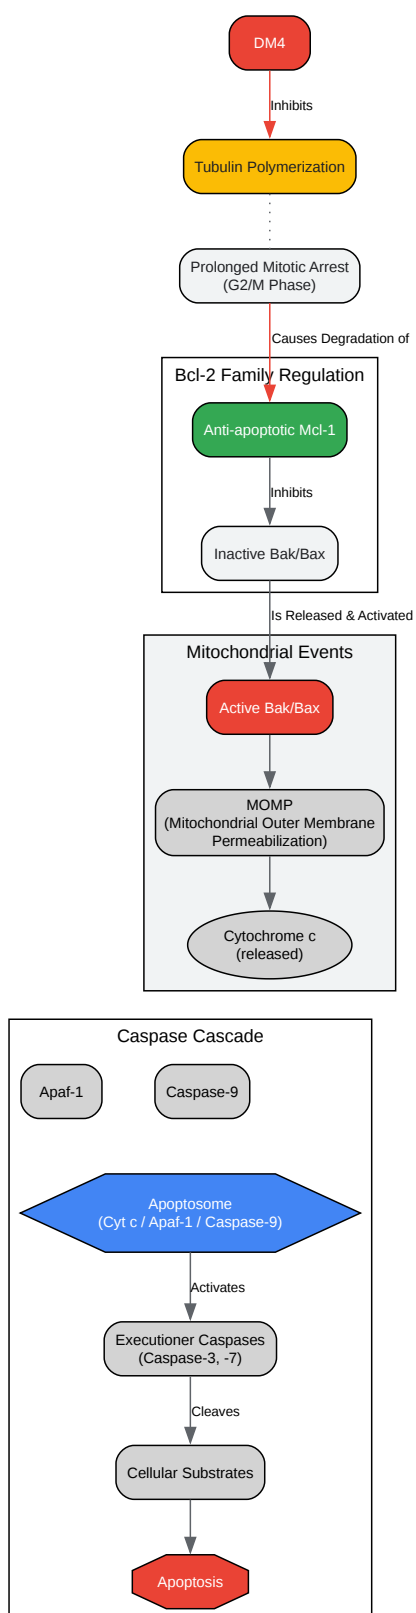 DM4
Inhibits
Tubulin Polymerization
Prolonged Mitotic Arrest
(G2/M Phase)
Causes Degradation of
Bcl-2 Family Regulation
Anti-apoptotic Mcl-1
Inhibits
Inactive Bak/Bax
Is Released & Activated
Mitochondrial Events
Active Bak/Bax
MOMP
(Mitochondrial Outer Membrane
Permeabilization)
Cytochrome c
(released)
Caspase Cascade
Apaf-1
Caspase-9
Apoptosome
(Cyt c / Apaf-1 / Caspase-9)
Activates
Executioner Caspases
(Caspase-3, -7)
Cleaves
Cellular Substrates
Apoptosis